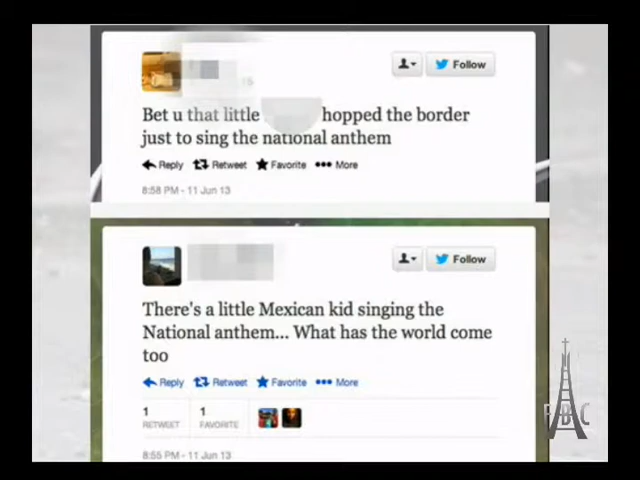 Follow
Bet u that little hopped the border
just to sing the national anthem
Reply Retweet Favorite More
8:58 PM - 11 Jun 13
Follow
There's a little Mexican kid singing the
National anthem... What has the world come
too
Reply Retweet Favorite More
1 1
RETWEET FAVORITE
8:55 PM - 11 Jun 13